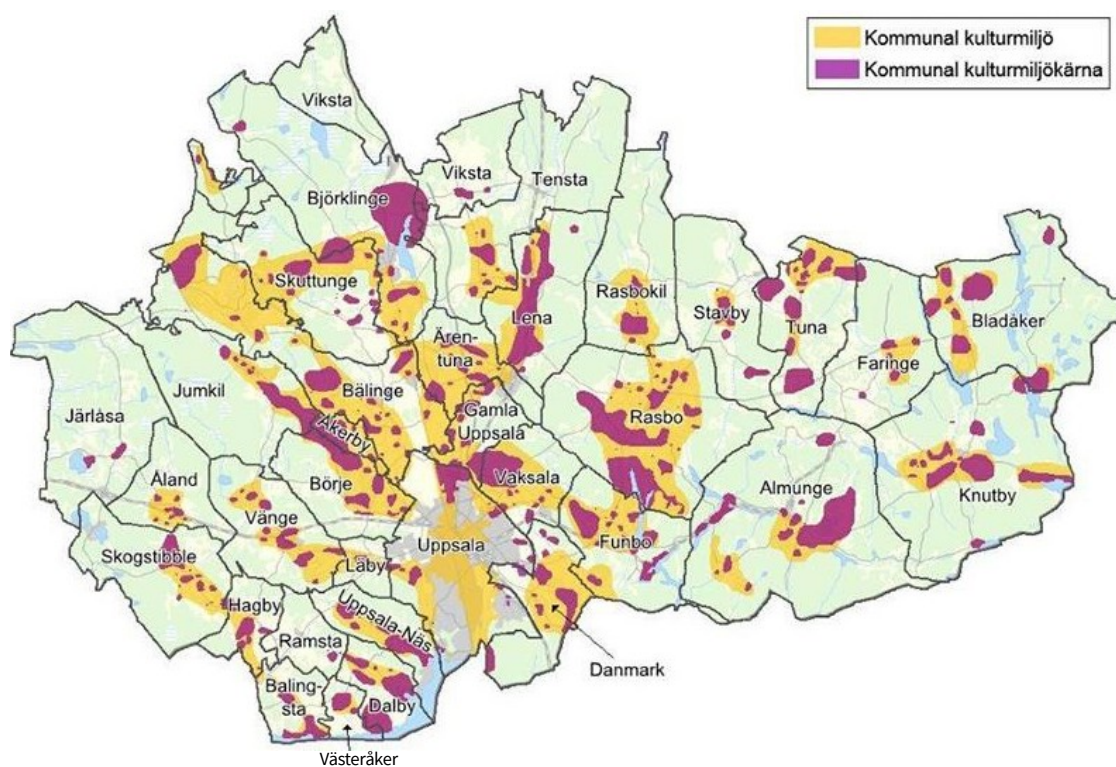 Kommunal kulturmiljö
Kommunal kulturmiljökärna
Viksta
Viksta
Tensta
Björklinge
Skuttunge
Rasbokil
Stavby
Lena
Tuna
Bladåker
Ären-
tuna
Faringe
Jumkil
Bälinge
Järlåsa
Gamla
Uppsala
Rasbo
Åkerby
Åland
Börje
Vaksala
Almunge
Knutby
Vänge
Uppsala
Funbo
Skogstibble
Läby
Hagby
Uppsala-Näs
Ramsta
Danmark
Baling-
sta
Dalby
Västeråker